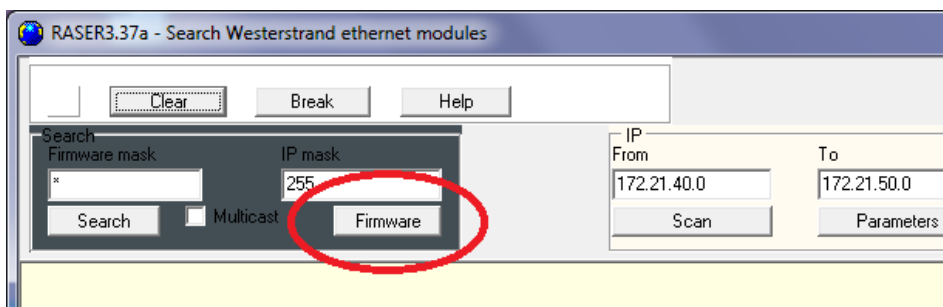 RASER3.37a - Search Westerstrand ethernet modules
Clear Break Help
Search
Firmware mask IP mask
* 255
Search Multicast Firmware
IP
From To
172.21.40.0 172.21.50.0
Scan Parameters